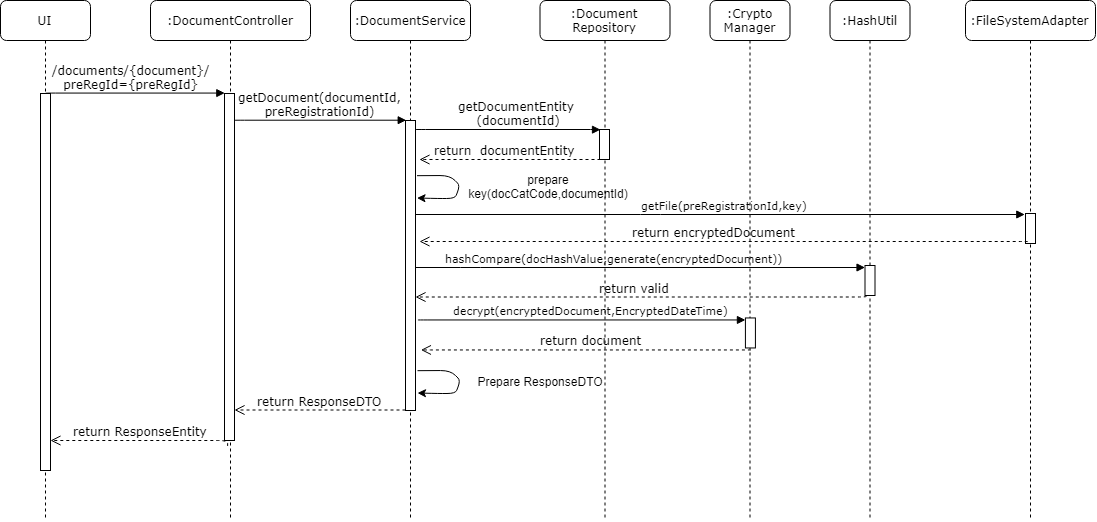 UI
:DocumentController
:DocumentService
:Document
Repository
:Crypto
Manager
:HashUtil
:FileSystemAdapter
/documents/{document}/
preRegId={preRegId}
getDocument(documentId,
preRegistrationId)
getDocumentEntity
(documentId)
return documentEntity
prepare
key(docCatCode,documentId)
getFile(preRegistrationId,key)
return encryptedDocument
hashCompare(docHashValue,generate(encryptedDocument))
return valid
decrypt(encryptedDocument,EncryptedDateTime)
return document
Prepare ResponseDTO
return ResponseDTO
return ResponseEntity